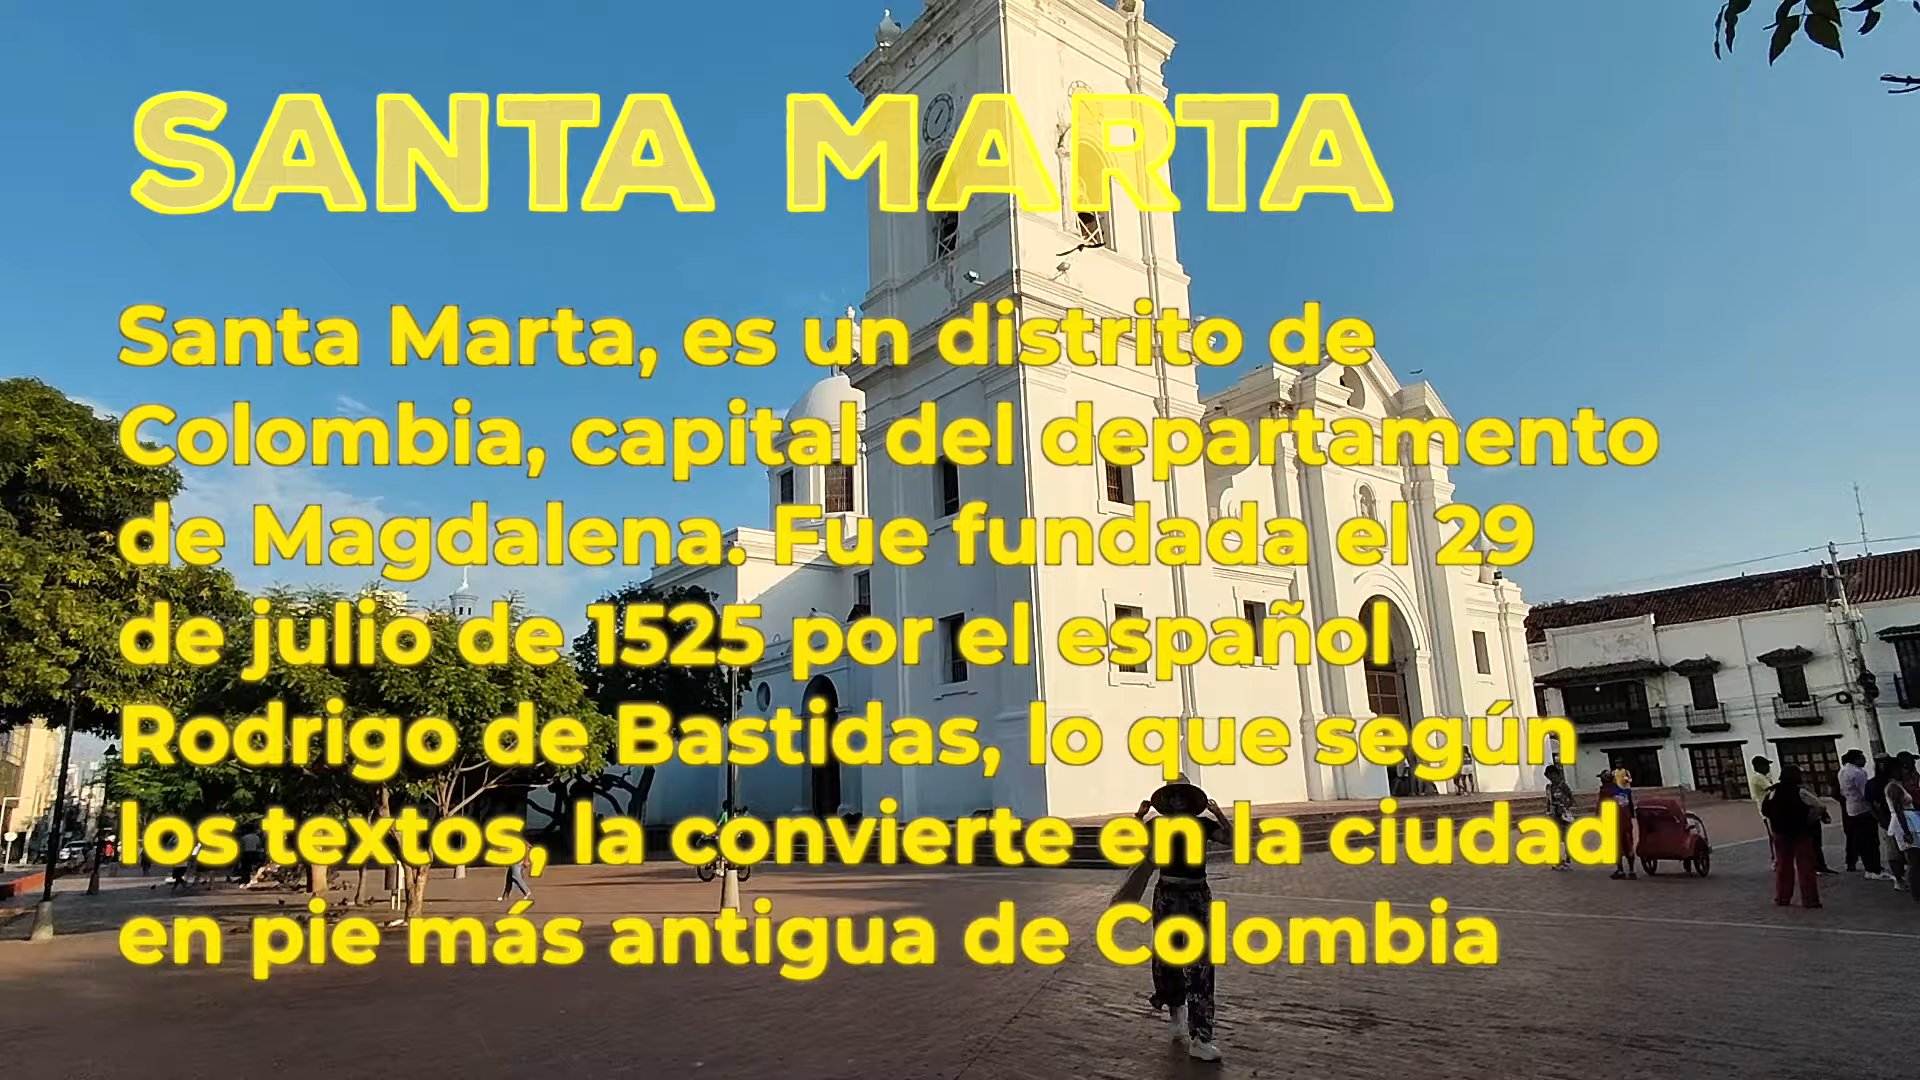 SANTA MARTA
Santa Marta, es un distrito de
Colombia, capital del departamento
de Magdalena. Fue fundada el 29
de julio de 1525 por el español
Rodrigo de Bastidas, lo que según
los textos, la convierte en la ciudad
en pie más antigua de Colombia